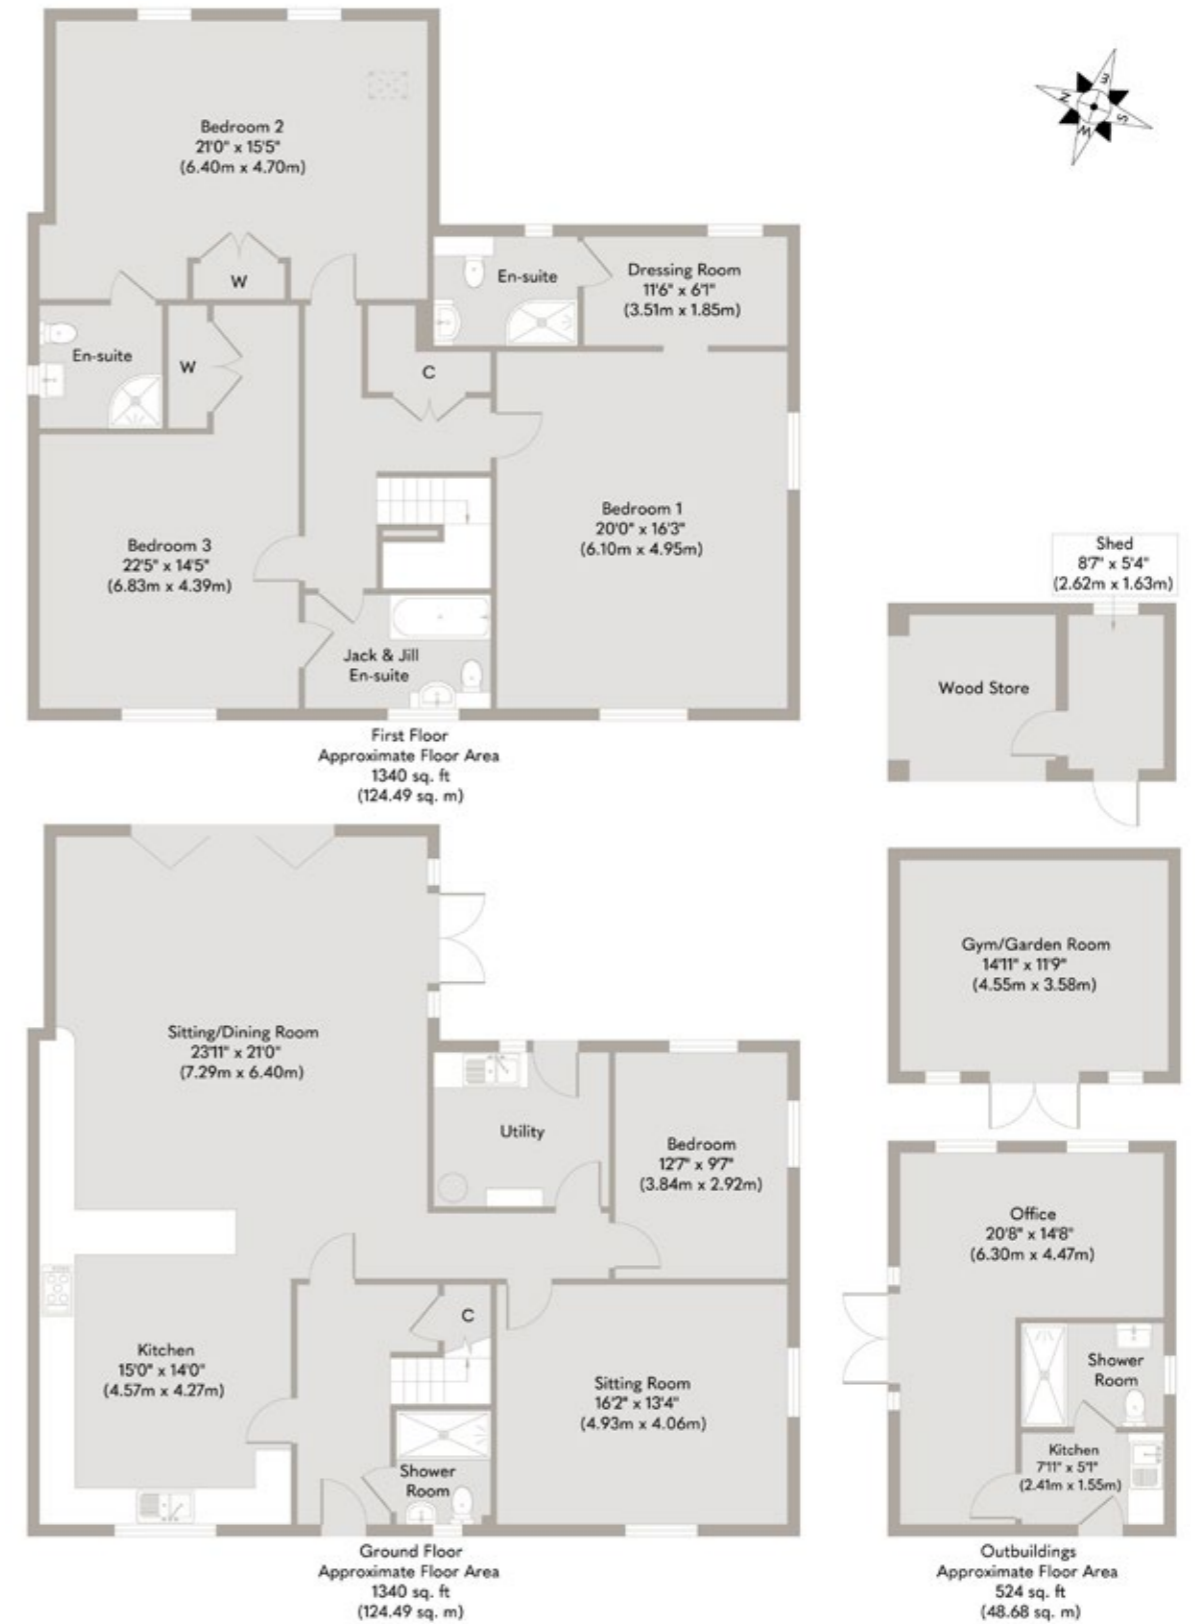 E
N
S
W
Bedroom 2
21'0" x 15'5"
(6.40m x 4.70m)
W
En-suite
Dressing Room
11'6" x 6'1"
(3.51m x 1.85m)
En-suite
W
C
Bedroom 1
20'0" x 16'3"
(6.10m x 4.95m)
Bedroom 3
22'5" x 14'5"
(6.83m x 4.39m)
Jack & Jill
En-suite
First Floor
Approximate Floor Area
1340 sq. ft
(124.49 sq. m)
Shed
8'7" x 5'4"
(2.62m x 1.63m)
Wood Store
Sitting/Dining Room
23'11" x 21'0"
(7.29m x 6.40m)
Utility
Bedroom
12'7" x 9'7"
(3.84m x 2.92m)
C
Kitchen
15'0" x 14'0"
(4.57m x 4.27m)
Sitting Room
16'2" x 13'4"
(4.93m x 4.06m)
Shower
Room
Ground Floor
Approximate Floor Area
1340 sq. ft
(124.49 sq. m)
Gym/Garden Room
14'11" x 11'9"
(4.55m x 3.58m)
Office
20'8" x 14'8"
(6.30m x 4.47m)
Shower
Room
Kitchen
7'11" x 5'1"
(2.41m x 1.55m)
Outbuildings
Approximate Floor Area
524 sq. ft
(48.68 sq. m)